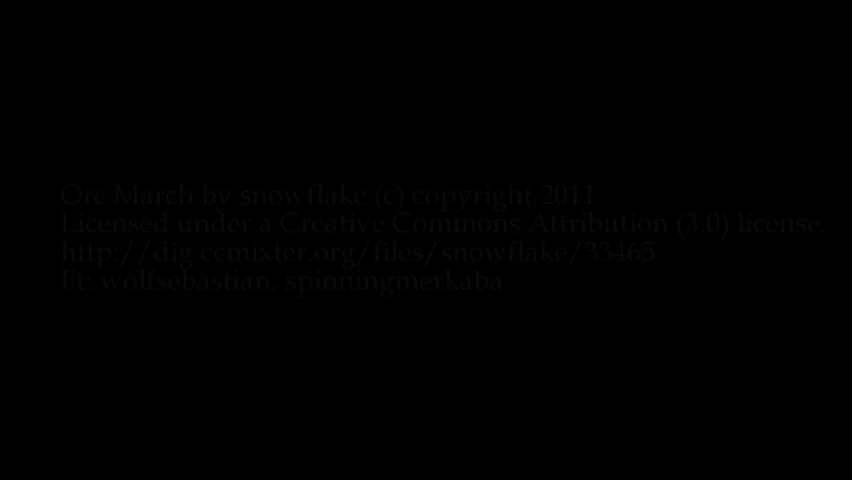 Orc March by snowflake (c) copyright 2011
Licensed under a Creative Commons Attribution (3.0) license.
http://dig.ccmixter.org/files/snowflake/33465
Ft: wolfsebastian, spinningmerkaba